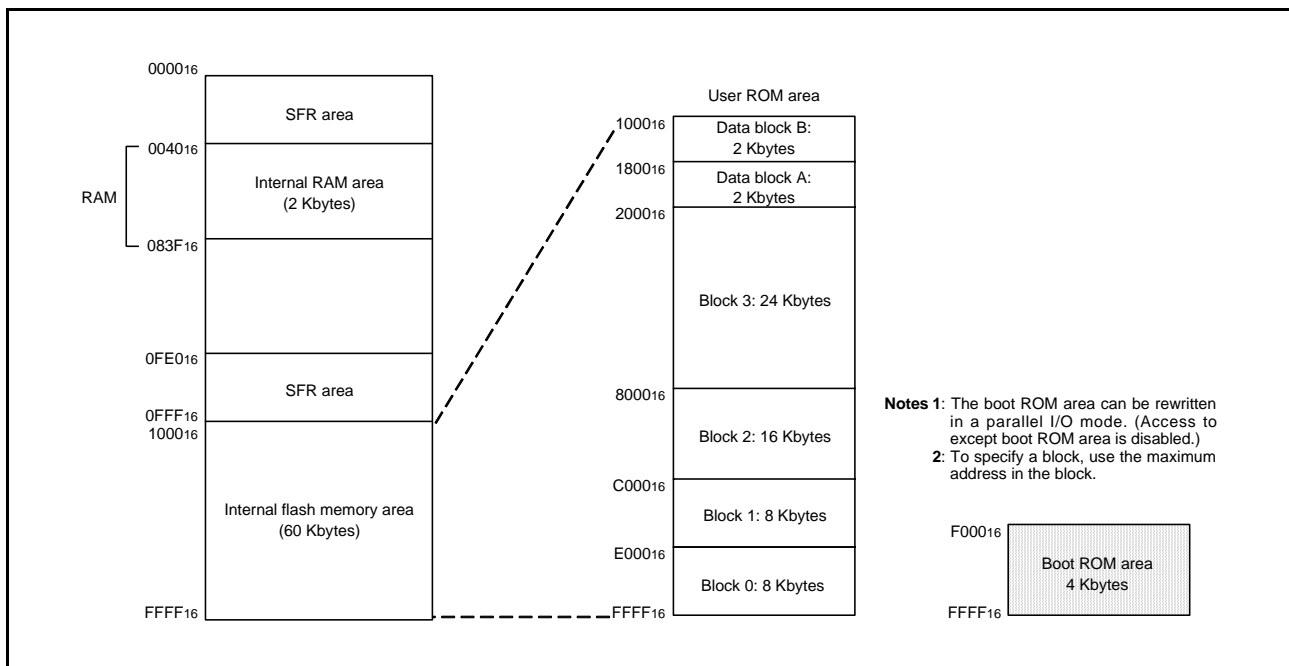 0000₁₆
SFR area
0040₁₆
RAM
Internal RAM area
(2 Kbytes)
083F₁₆
0FE0₁₆
SFR area
0FFF₁₆
1000₁₆
Internal flash memory area
(60 Kbytes)
FFFF₁₆
User ROM area
1000₁₆
Data block B:
2 Kbytes
1800₁₆
Data block A:
2 Kbytes
2000₁₆
Block 3: 24 Kbytes
8000₁₆
Block 2: 16 Kbytes
C000₁₆
Block 1: 8 Kbytes
E000₁₆
Block 0: 8 Kbytes
FFFF₁₆
Notes 1: The boot ROM area can be rewritten
in a parallel I/O mode. (Access to
except boot ROM area is disabled.)
2: To specify a block, use the maximum
address in the block.
F000₁₆
Boot ROM area
4 Kbytes
FFFF₁₆